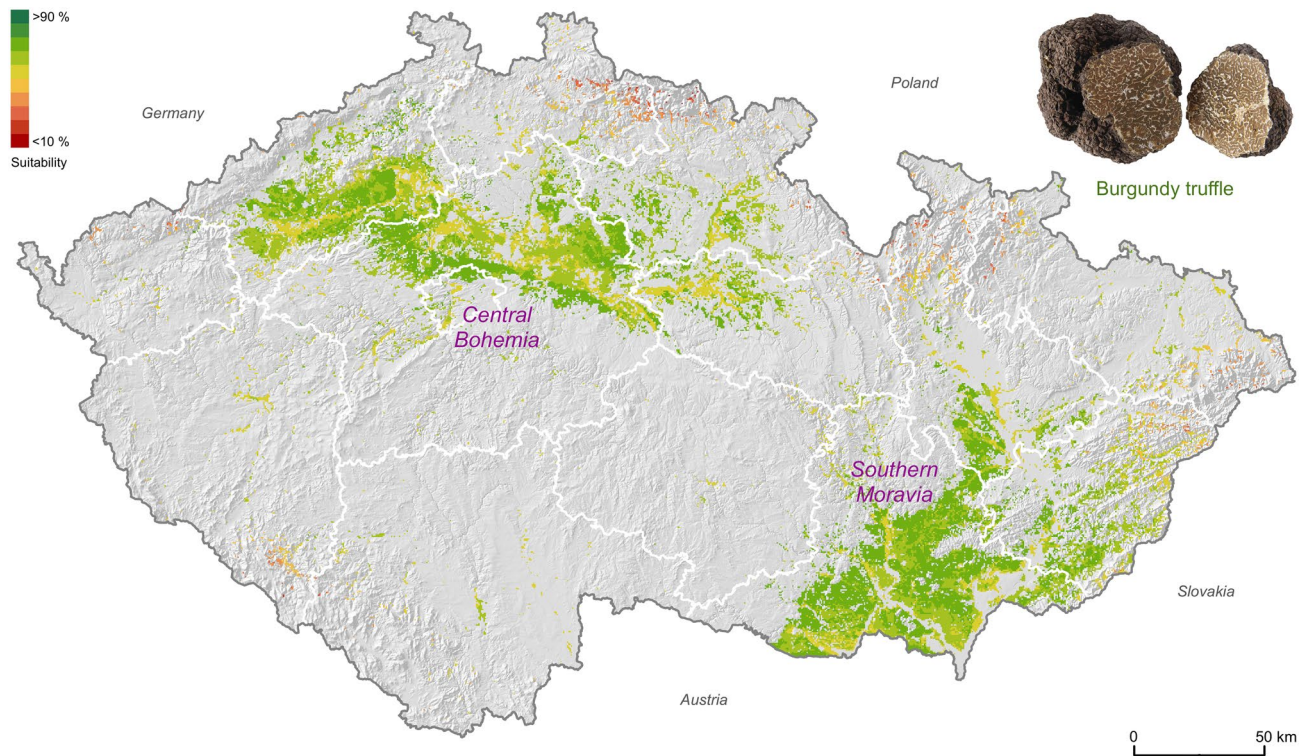 >90 %
<10 %
Suitability
Germany
Poland
Burgundy truffle
Central
Bohemia
Southern
Moravia
Slovakia
Austria
0 50 km